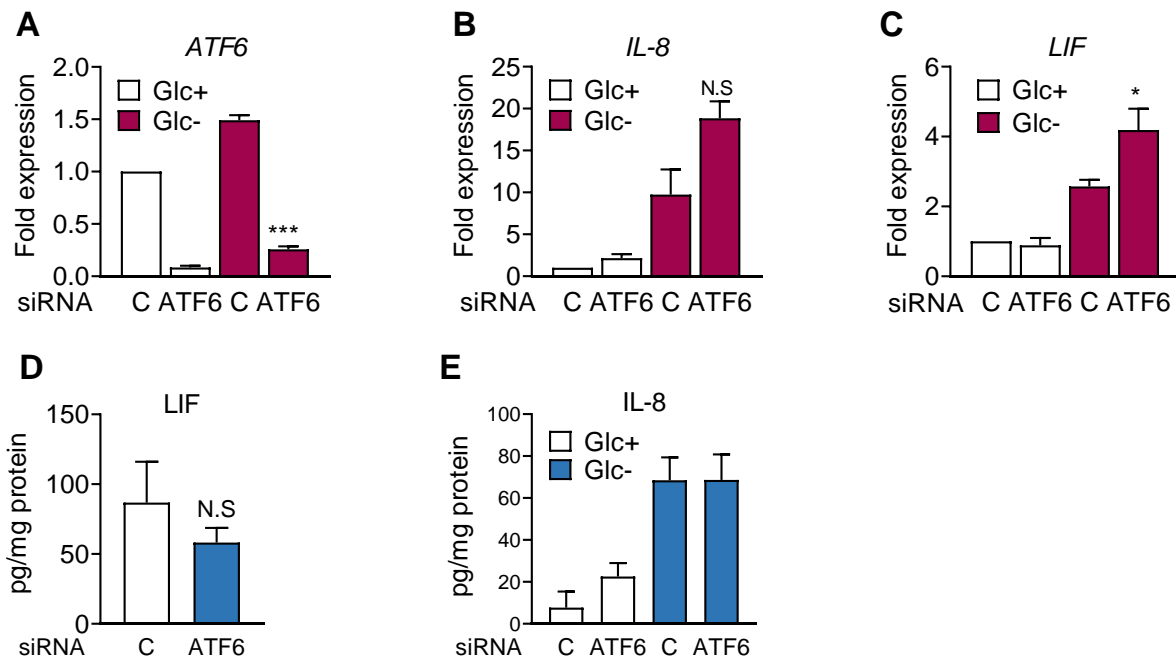 A
ATF6
Fold expression
2.0
1.5
1.0
0.5
0.0
Glc+
Glc-
***
siRNA C ATF6 C ATF6
B
IL-8
Fold expression
25
20
15
10
5
0
Glc+
Glc-
N.S
siRNA C ATF6 C ATF6
C
LIF
Fold expression
6
4
2
0
Glc+
Glc-
*
siRNA C ATF6 C ATF6
D
LIF
pg/mg protein
150
100
50
0
N.S
siRNA C ATF6
E
IL-8
pg/mg protein
100
80
60
40
20
0
Glc+
Glc-
siRNA C ATF6 C ATF6